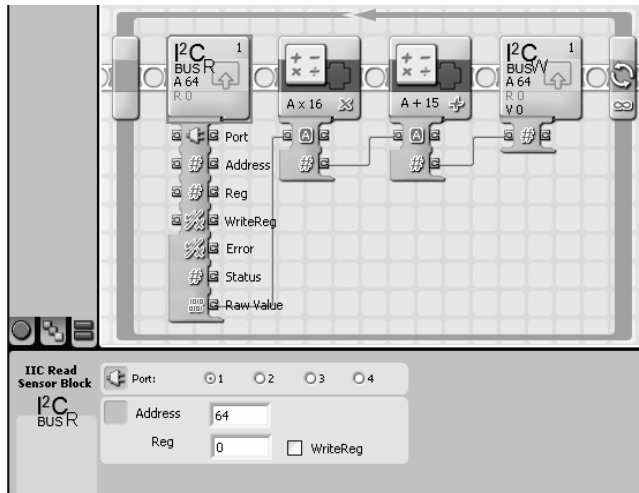 I²C 1
BUS R
A 64
R 0
A x 16
A + 15
I²C 1
BUS W
A 64
R 0
V 0
A
A
Port
Address
Reg
WriteReg
Error
Status
Raw Value
IIC Read
Sensor Block
I²C
BUS R
Port: 1 2 3 4
Address 64
Reg 0 WriteReg